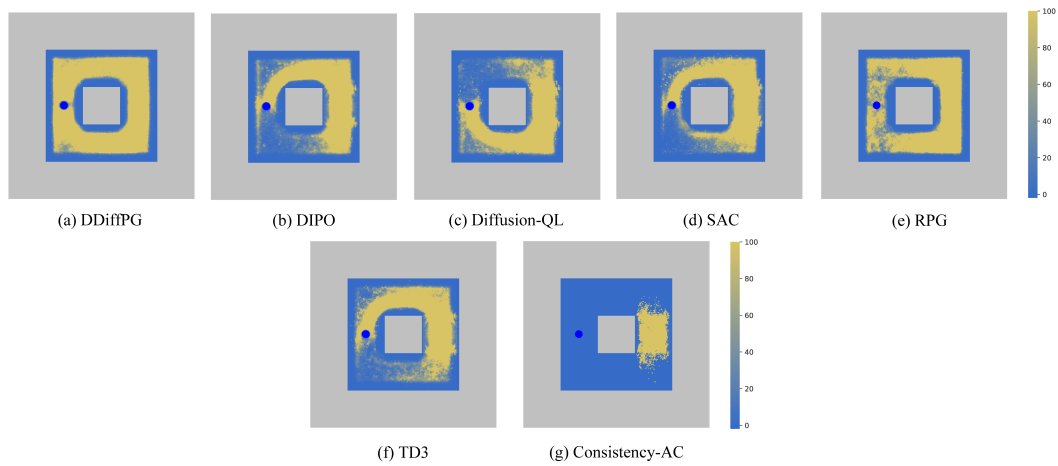 100
80
60
40
20
0
(a) DDiffPG
(b) DIPO
(c) Diffusion-QL
(d) SAC
(e) RPG
100
80
60
40
20
0
(f) TD3
(g) Consistency-AC